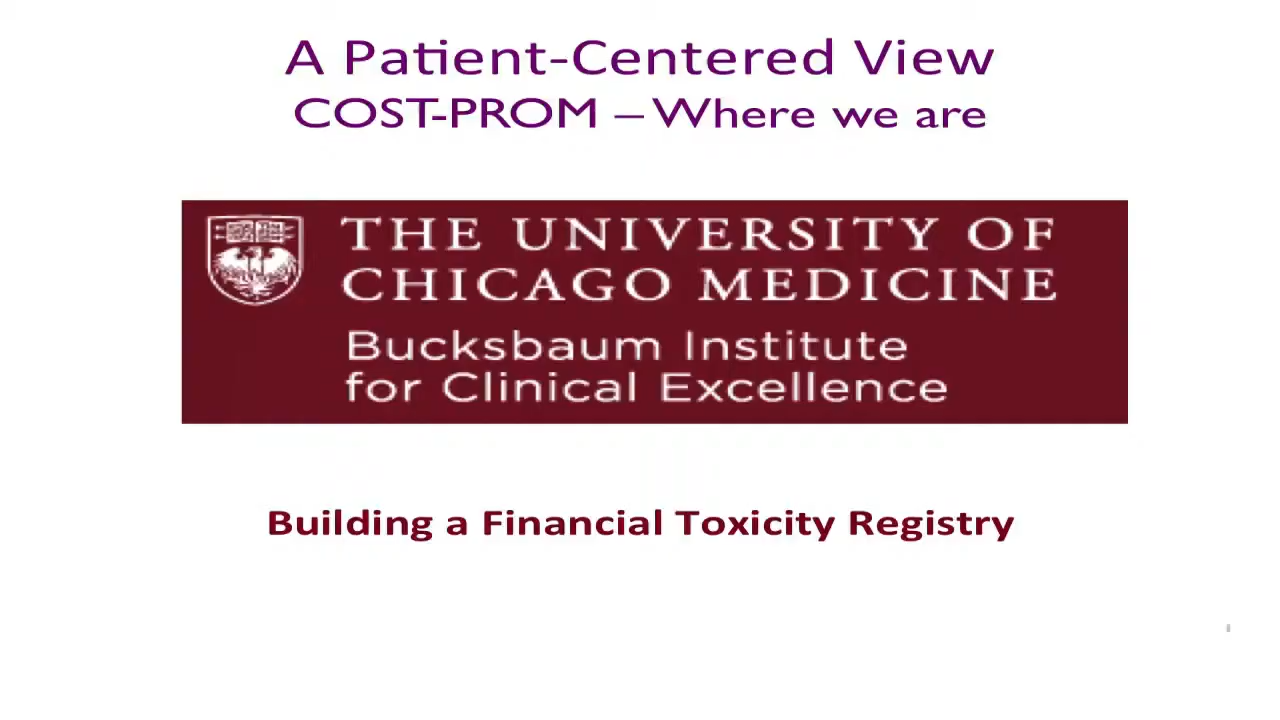 A Patient-Centered View
COST-PROM – Where we are
THE UNIVERSITY OF
CHICAGO MEDICINE
Bucksbaum Institute
for Clinical Excellence
Building a Financial Toxicity Registry